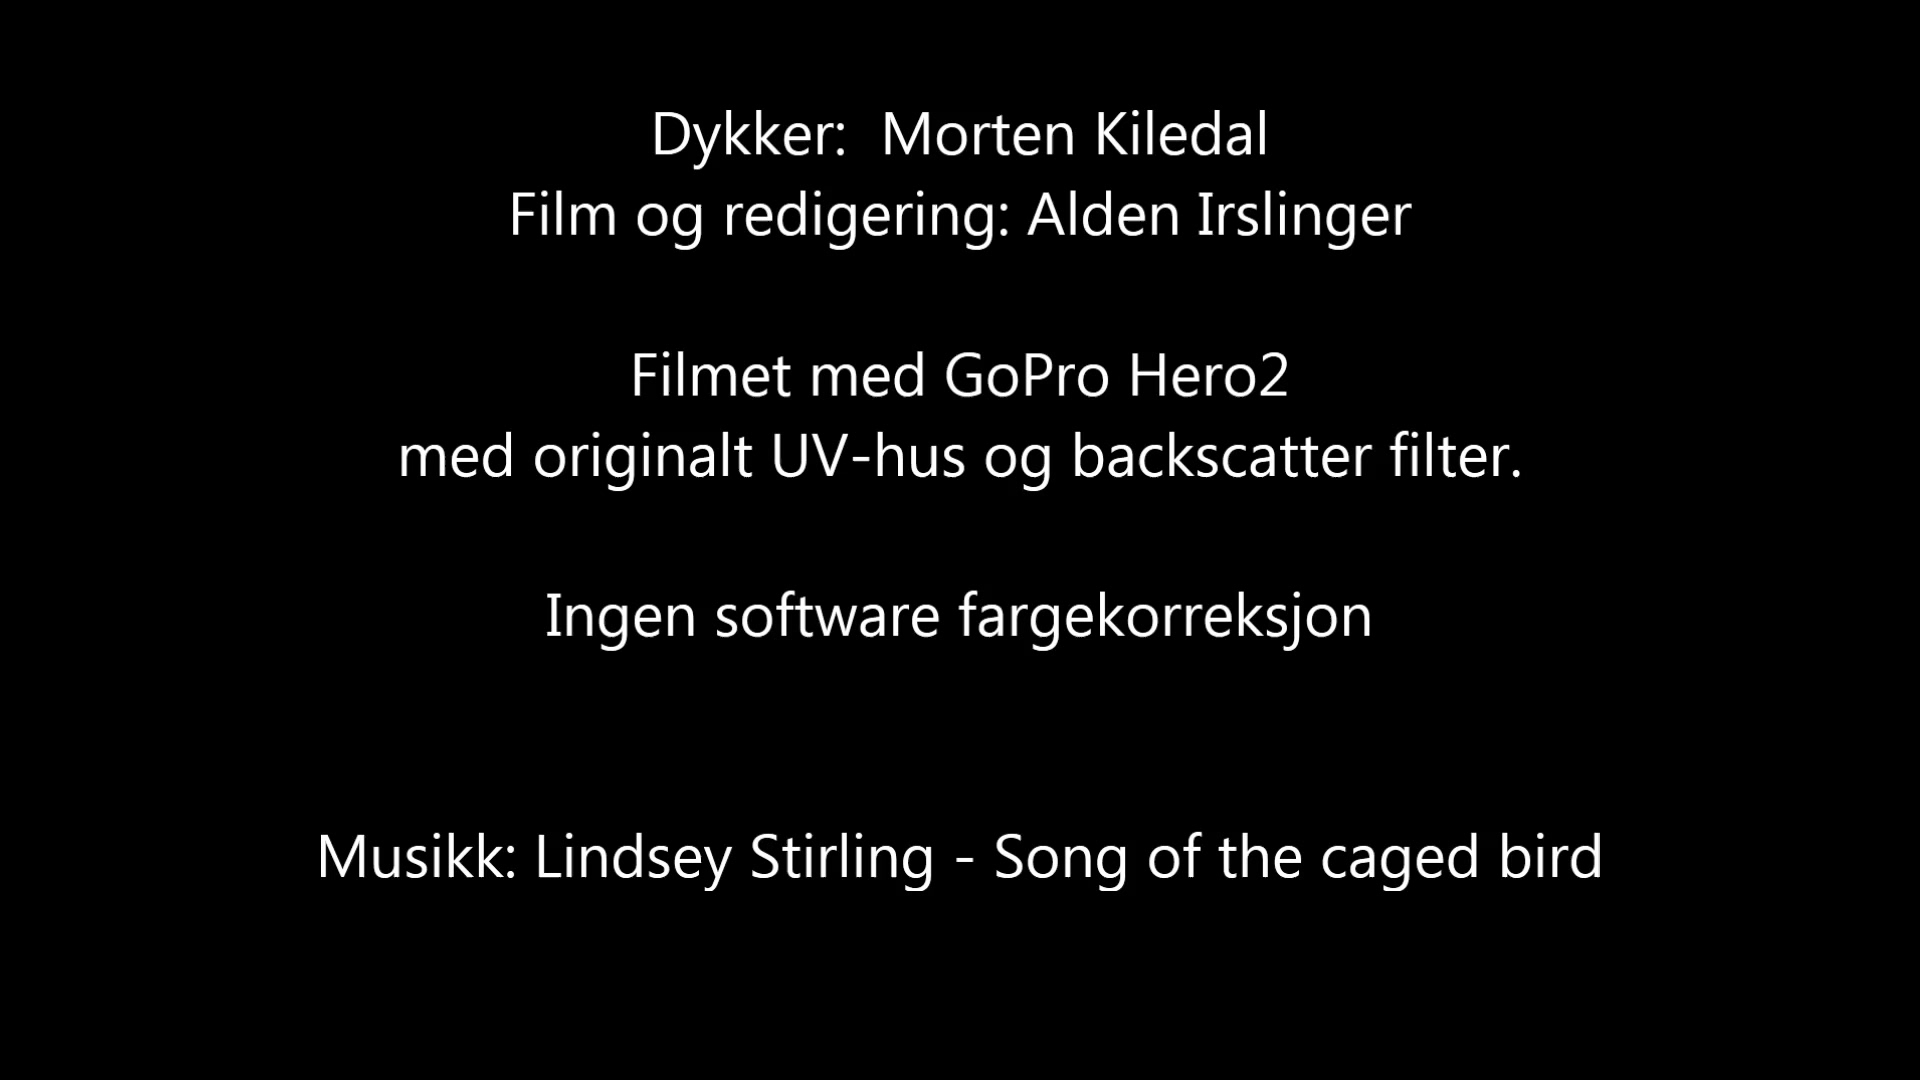 Dykker:  Morten Kiledal
Film og redigering: Alden Irslinger
Filmet med GoPro Hero2
med originalt UV-hus og backscatter filter.
Ingen software fargekorreksjon
Musikk: Lindsey Stirling - Song of the caged bird